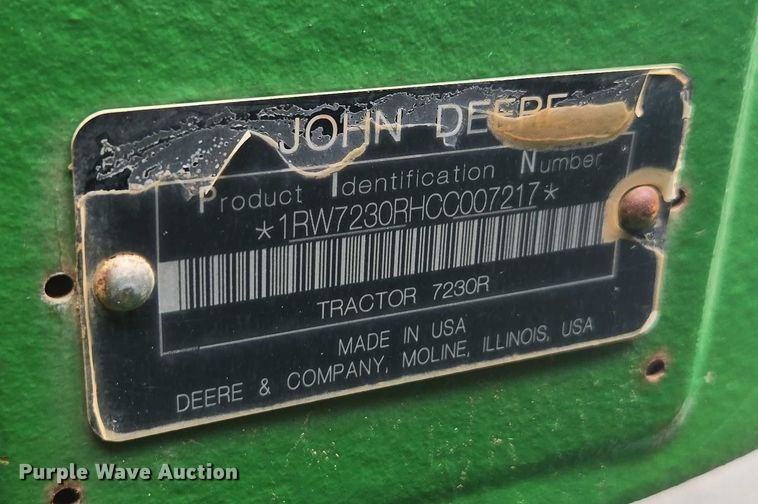 JOHN DEERE
Product Identification Number
*1RW7230RHCC007217*
TRACTOR 7230R
MADE IN USA
DEERE & COMPANY, MOLINE, ILLINOIS, USA
Purple Wave Auction